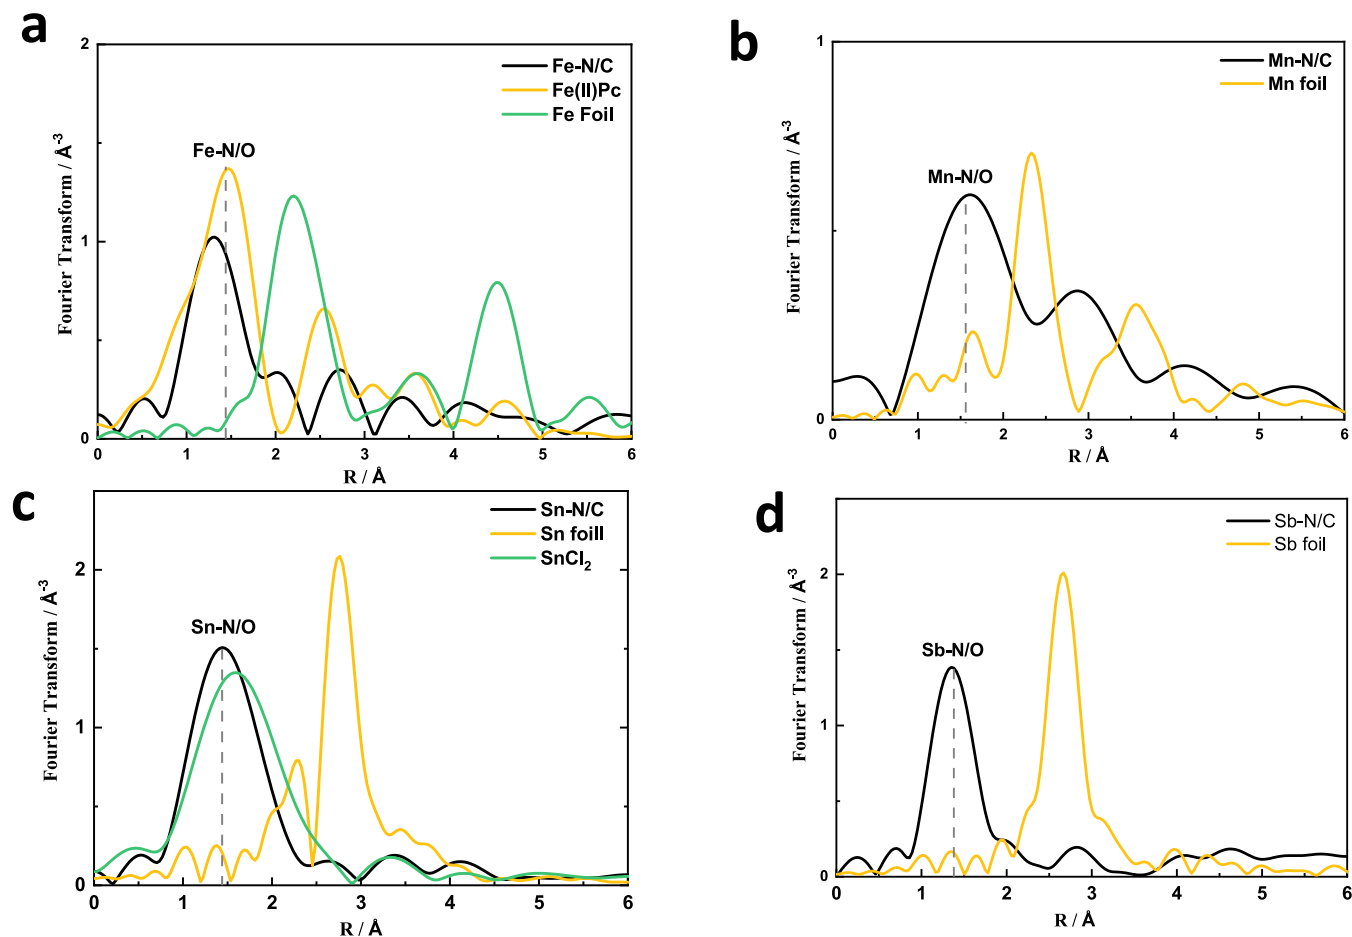 a
2
1
0
Fe-N/C
Fe(II)Pc
Fe Foil
Fe-N/O
Fourier Transform / Å⁻³
0 1 2 3 4 5 6
R / Å
b
1
0
Mn-N/C
Mn foil
Mn-N/O
Fourier Transform / Å⁻³
0 1 2 3 4 5 6
R / Å
c
2
1
0
Sn-N/C
Sn foill
SnCl₂
Sn-N/O
Fourier Transform / Å⁻³
0 1 2 3 4 5 6
R / Å
d
2
1
0
Sb-N/C
Sb foil
Sb-N/O
Fourier Transform / Å⁻³
0 1 2 3 4 5 6
R / Å